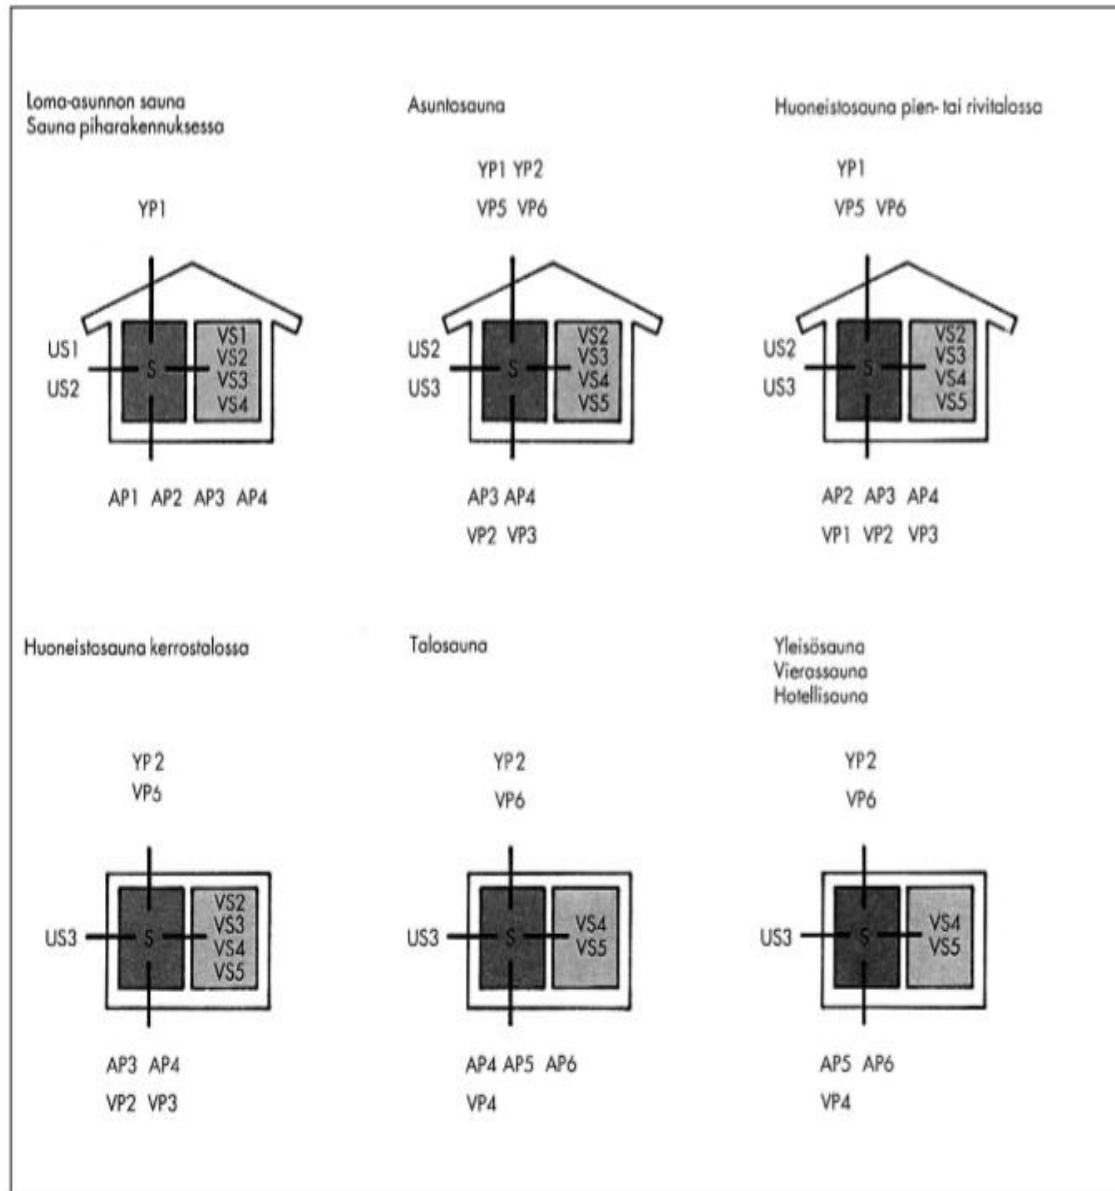 Loma-asunnon sauna
Sauna piharakennuksessa
YP1
US1
US2
S
VS1
VS2
VS3
VS4
AP1 AP2 AP3 AP4
Asuntosauna
YP1 YP2
VP5 VP6
US2
US3
S
VS2
VS3
VS4
VS5
AP3 AP4
VP2 VP3
Huoneistosauna pien- tai rivitalossa
YP1
VP5 VP6
US2
US3
S
VS2
VS3
VS4
VS5
AP2 AP3 AP4
VP1 VP2 VP3
Huoneistosauna kerrostalossa
YP2
VP6
US3
S
VS2
VS3
VS4
VS5
AP3 AP4
VP2 VP3
Talosauna
YP2
VP6
US3
S
VS4
VS5
AP4 AP5 AP6
VP4
Yleisösauna
Vierassauna
Hotellisauna
YP2
VP6
US3
S
VS4
VS5
AP5 AP6
VP4